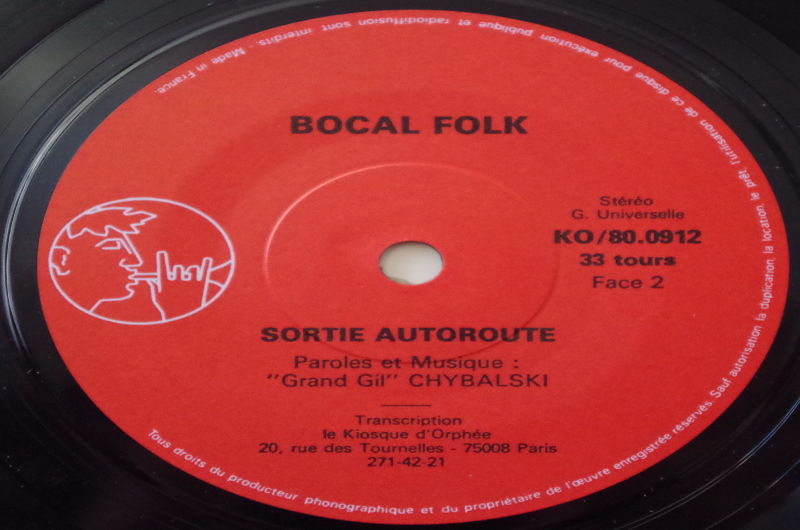 BOCAL FOLK
Stéréo
G. Universelle
KO/80.0912
33 tours
Face 2
SORTIE AUTOROUTE
Paroles et Musique :
"Grand Gil" CHYBALSKI
Transcription
le Kiosque d'Orphée
20, rue des Tournelles - 75008 Paris
271-42-21
Tous droits du producteur phonographique et du propriétaire de l'œuvre enregistrée réservés. Sauf autorisation la duplication, la location, le prêt, l'utilisation de ce disque pour exécution publique et radiodiffusion sont interdits. - Made in France.